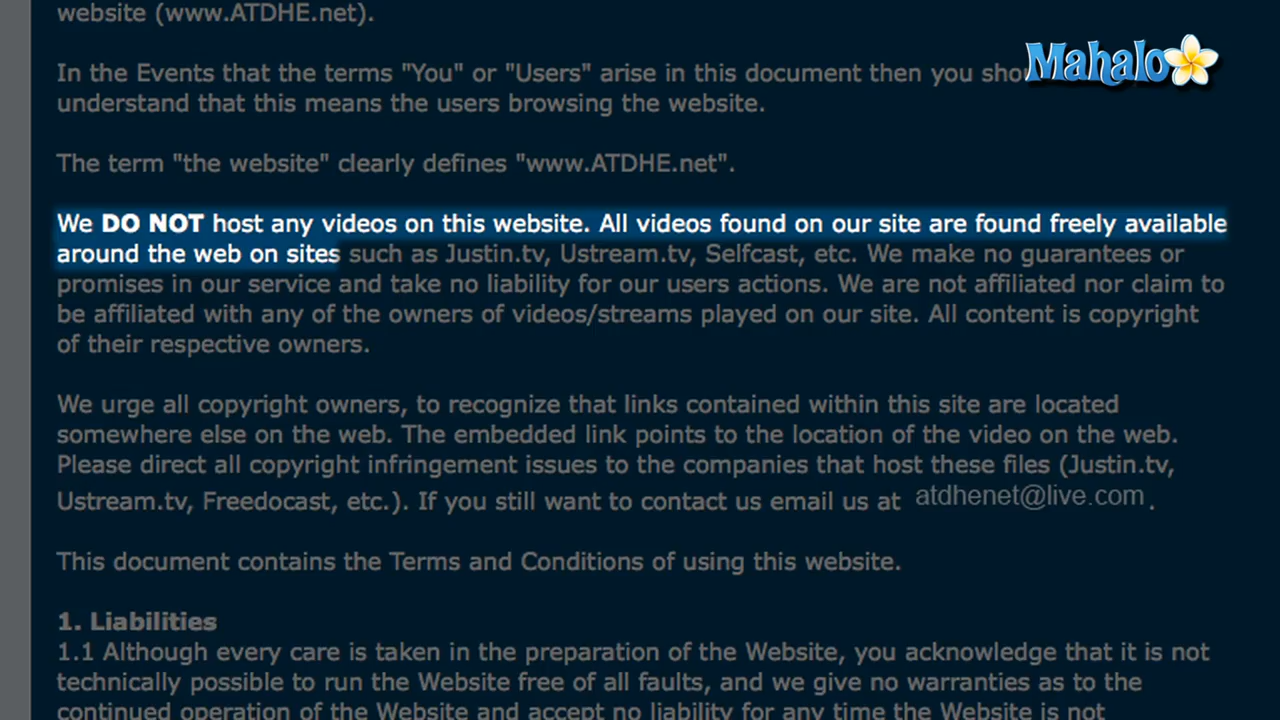 website (www.ATDHE.net).
Mahalo
In the Events that the terms "You" or "Users" arise in this document then you
understand that this means the users browsing the website.
The term "the website" clearly defines "www.ATDHE.net".
We DO NOT host any videos on this website. All videos found on our site are found freely available
around the web on sites such as Justin.tv, Ustream.tv, Selfcast, etc. We make no guarantees or
promises in our service and take no liability for our users actions. We are not affiliated nor claim to
be affiliated with any of the owners of videos/streams played on our site. All content is copyright
of their respective owners.
We urge all copyright owners, to recognize that links contained within this site are located
somewhere else on the web. The embedded link points to the location of the video on the web.
Please direct all copyright infringement issues to the companies that host these files (Justin.tv,
Ustream.tv, Freedocast, etc.). If you still want to contact us email us at atdhenet@live.com.
This document contains the Terms and Conditions of using this website.
1. Liabilities
1.1 Although every care is taken in the preparation of the Website, you acknowledge that it is not
technically possible to run the Website free of all faults, and we give no warranties as to the
continued operation of the Website and accept no liability for any time the Website is not